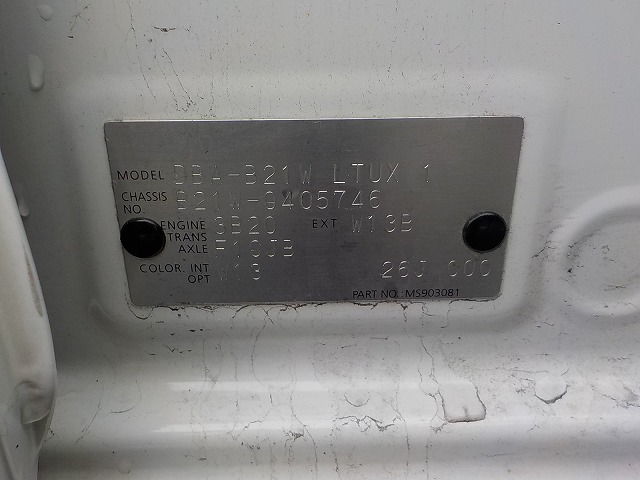 MODEL DBA-B21W LTUX 1
CHASSIS NO. B21W-0405746
ENGINE 3B20 EXT W13B
TRANS AXLE F1CJB
COLOR. INT W13 26J 000
OPT
PART NO. MS903081